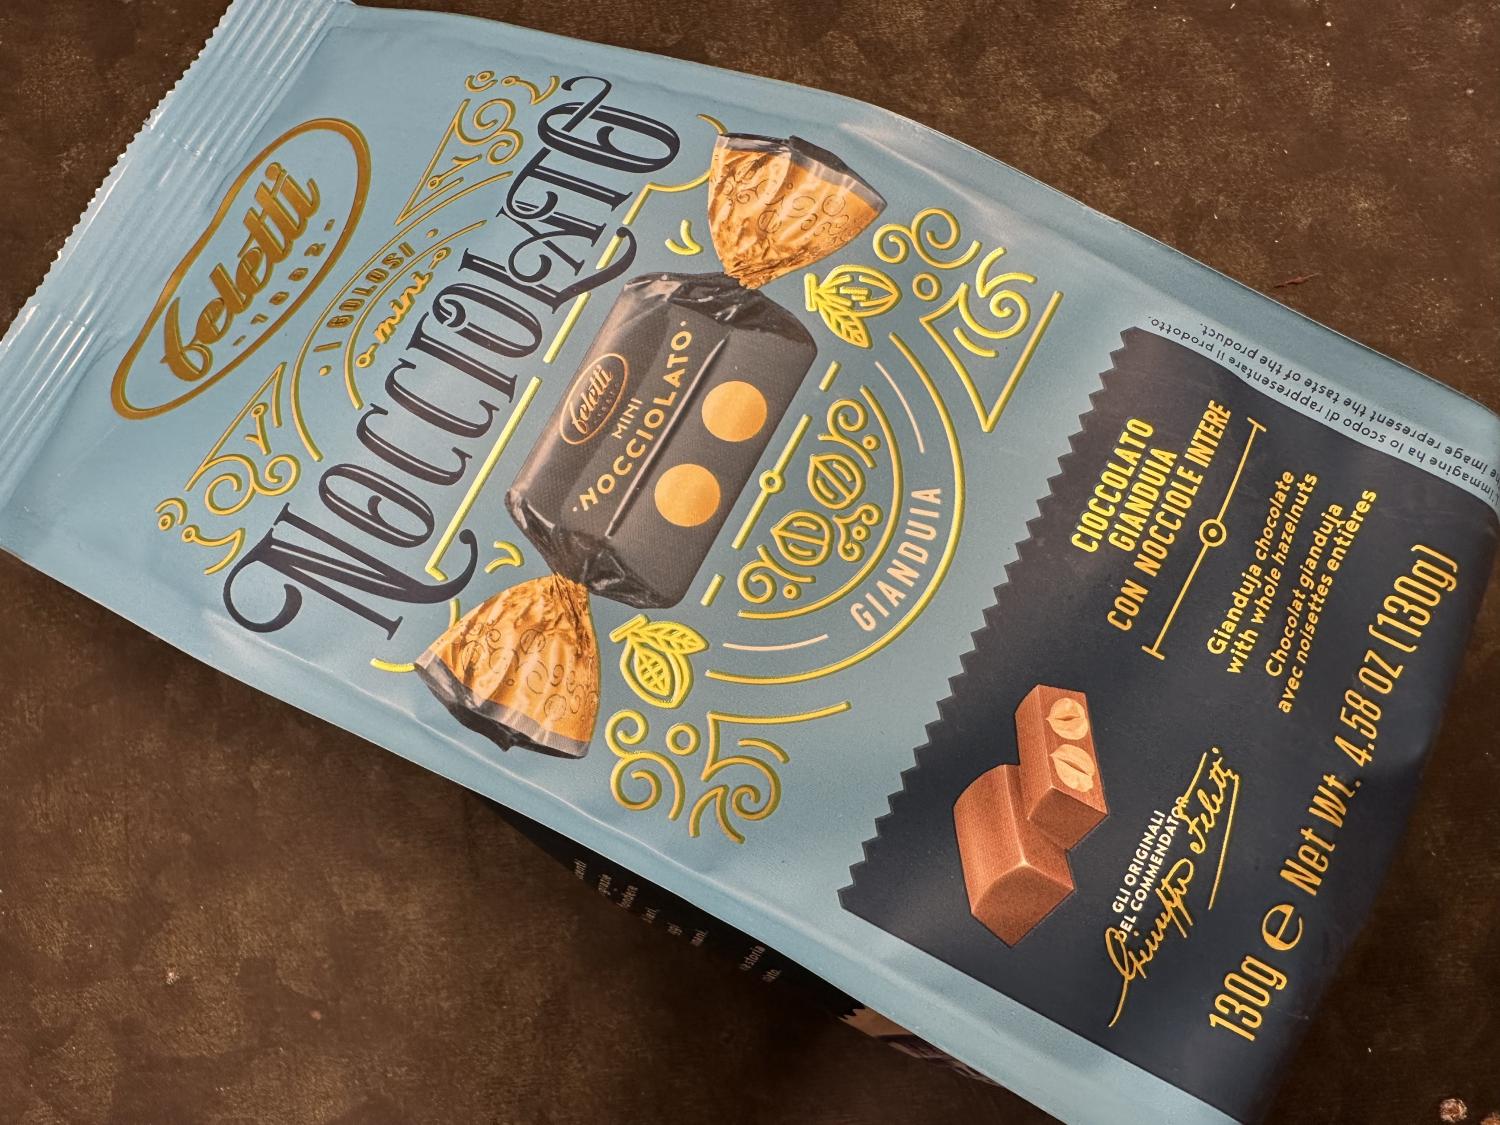 feletti
-1882-
· I GOLOSI ·
mini
NOCCIOLATO
feletti
MINI
·NOCCIOLATO·
GIANDUIA
L'immagine ha lo scopo di rappresentare il prodotto.
image represent the taste of the product.
CIOCCOLATO
GIANDUIA
CON NOCCIOLE INTERE
Gianduja chocolate
with whole hazelnuts
Chocolat gianduja
avec noisettes entières
GLI ORIGINALI
DEL COMMENDATOR
Giuseppe Feletti
130g e Net Wt. 4.58 oz (130g)